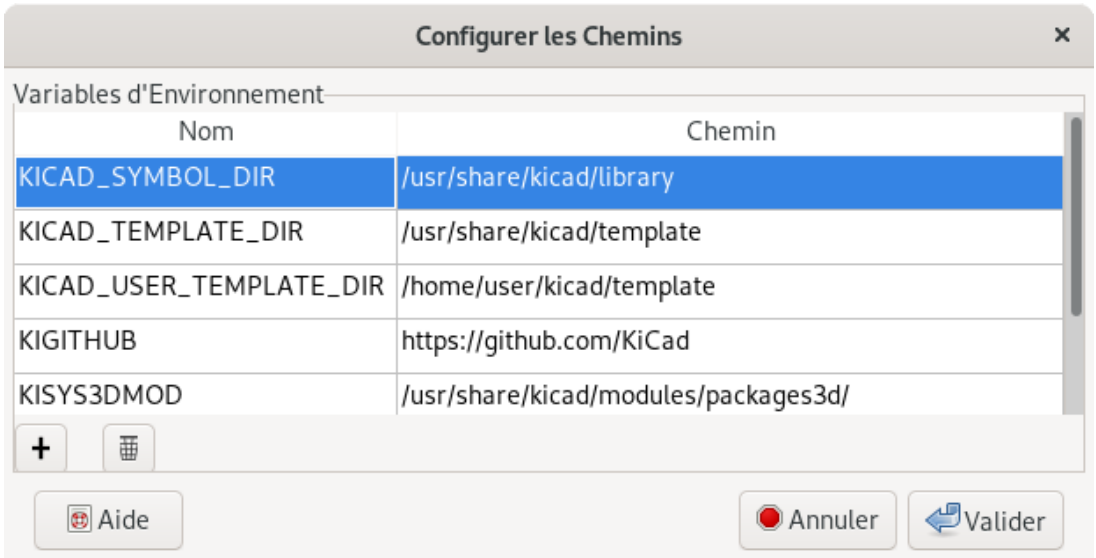 Configurer les Chemins
Variables d'Environnement
Nom Chemin
KICAD_SYMBOL_DIR /usr/share/kicad/library
KICAD_TEMPLATE_DIR /usr/share/kicad/template
KICAD_USER_TEMPLATE_DIR /home/user/kicad/template
KIGITHUB https://github.com/KiCad
KISYS3DMOD /usr/share/kicad/modules/packages3d/
Aide Annuler Valider